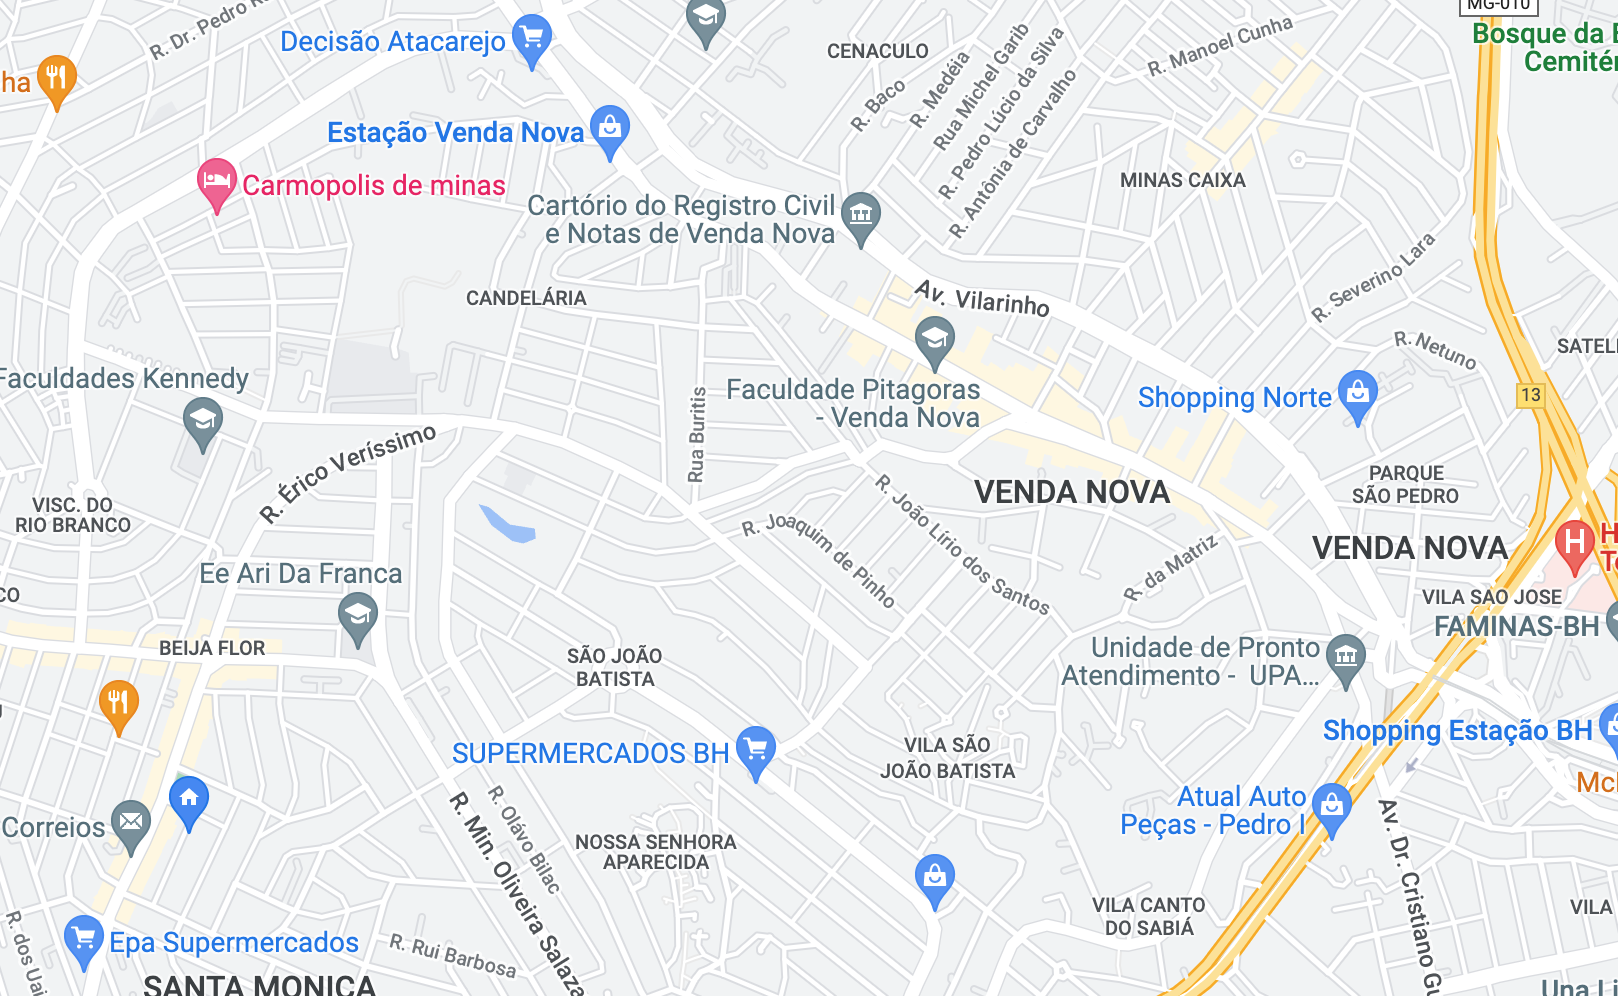 MG-010
R. Dr. Pedro
Decisão Atacarejo
CENACULO
R. Manoel Cunha
Bosque da
Cemité
ha
R. Baco
R. Medéia
Rua Michel Garib
R. Pedro Lúcio da Silva
R. Antônia de Carvalho
Estação Venda Nova
Carmopolis de minas
MINAS CAIXA
Cartório do Registro Civil
e Notas de Venda Nova
R. Severino Lara
CANDELÁRIA
Av. Vilarinho
R. Netuno
SATEL
Faculdades Kennedy
Faculdade Pitagoras
- Venda Nova
Shopping Norte
13
Rua Buritis
R. Érico Veríssimo
PARQUE
SÃO PEDRO
VENDA NOVA
VISC. DO
RIO BRANCO
R. João Lírio dos Santos
R. Joaquim de Pinho
VENDA NOVA
H
H
T
R. da Matriz
Ee Ari Da Franca
CO
VILA SAO JOSE
FAMINAS-BH
BEIJA FLOR
SÃO JOÃO
BATISTA
Unidade de Pronto
Atendimento - UPA...
Shopping Estação BH
SUPERMERCADOS BH
VILA SÃO
JOÃO BATISTA
Mc
Atual Auto
Peças - Pedro I
R. Olávo Bilac
R. Min. Oliveira Salaza
Av. Dr. Cristiano Gu
Correios
NOSSA SENHORA
APARECIDA
VILA CANTO
DO SABIÁ
VILA
R. dos Uai
Epa Supermercados
R. Rui Barbosa
SANTA MONICA
Una Li